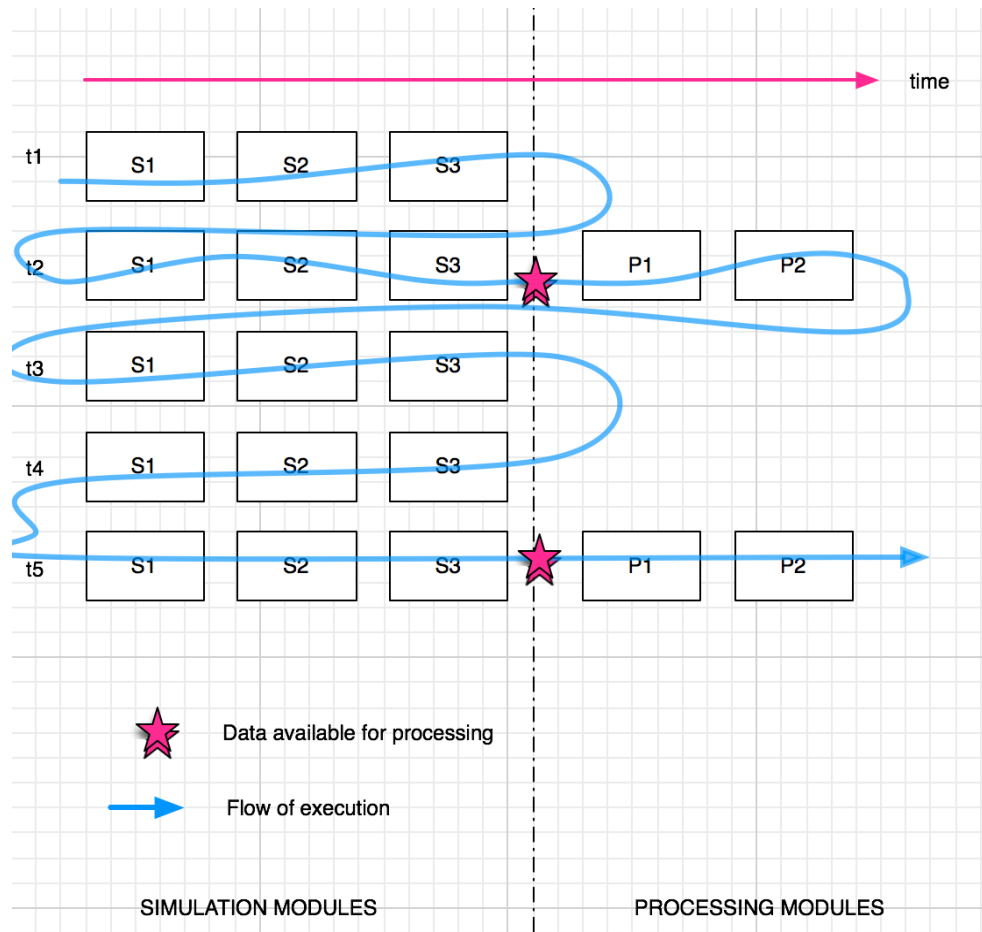 time
t1 S1 S2 S3
t2 S1 S2 S3 P1 P2
t3 S1 S2 S3
t4 S1 S2 S3
t5 S1 S2 S3 P1 P2
Data available for processing
Flow of execution
SIMULATION MODULES PROCESSING MODULES